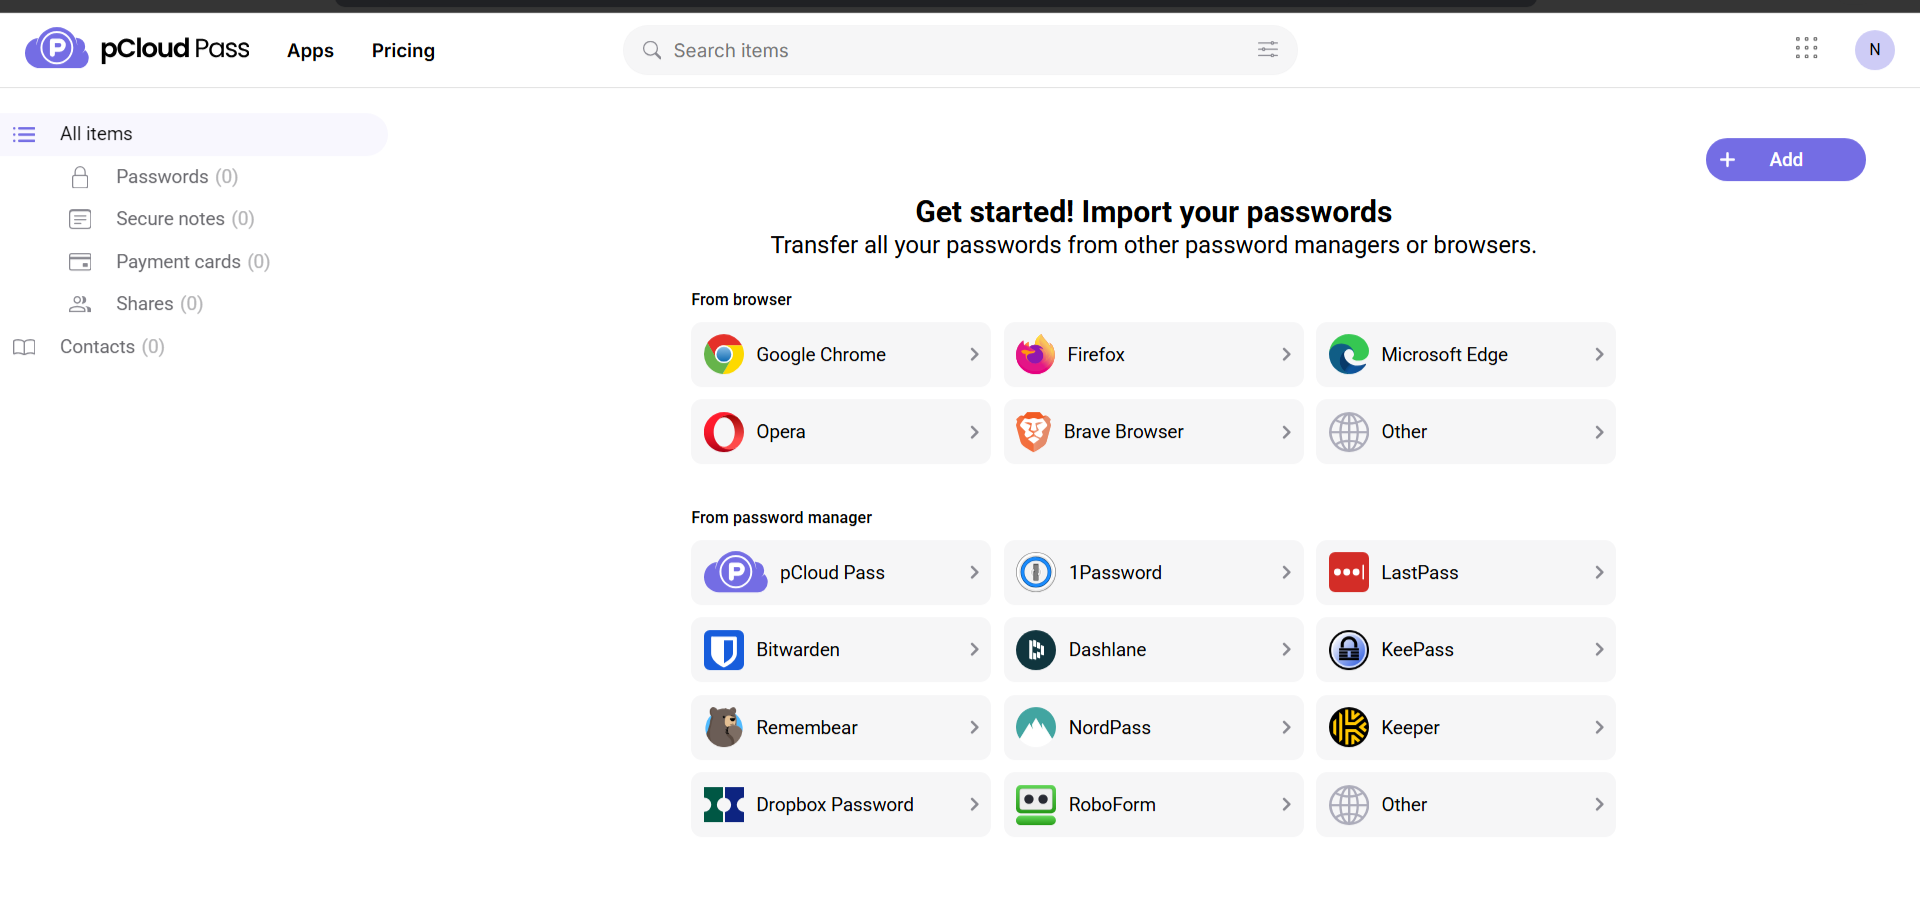 pCloud Pass Apps Pricing Search items N
All items
Passwords (0)
Secure notes (0)
Payment cards (0)
Shares (0)
Contacts (0)
+ Add
Get started! Import your passwords
Transfer all your passwords from other password managers or browsers.
From browser
Google Chrome Firefox Microsoft Edge
Opera Brave Browser Other
From password manager
pCloud Pass 1Password LastPass
Bitwarden Dashlane KeePass
Remembear NordPass Keeper
Dropbox Password RoboForm Other